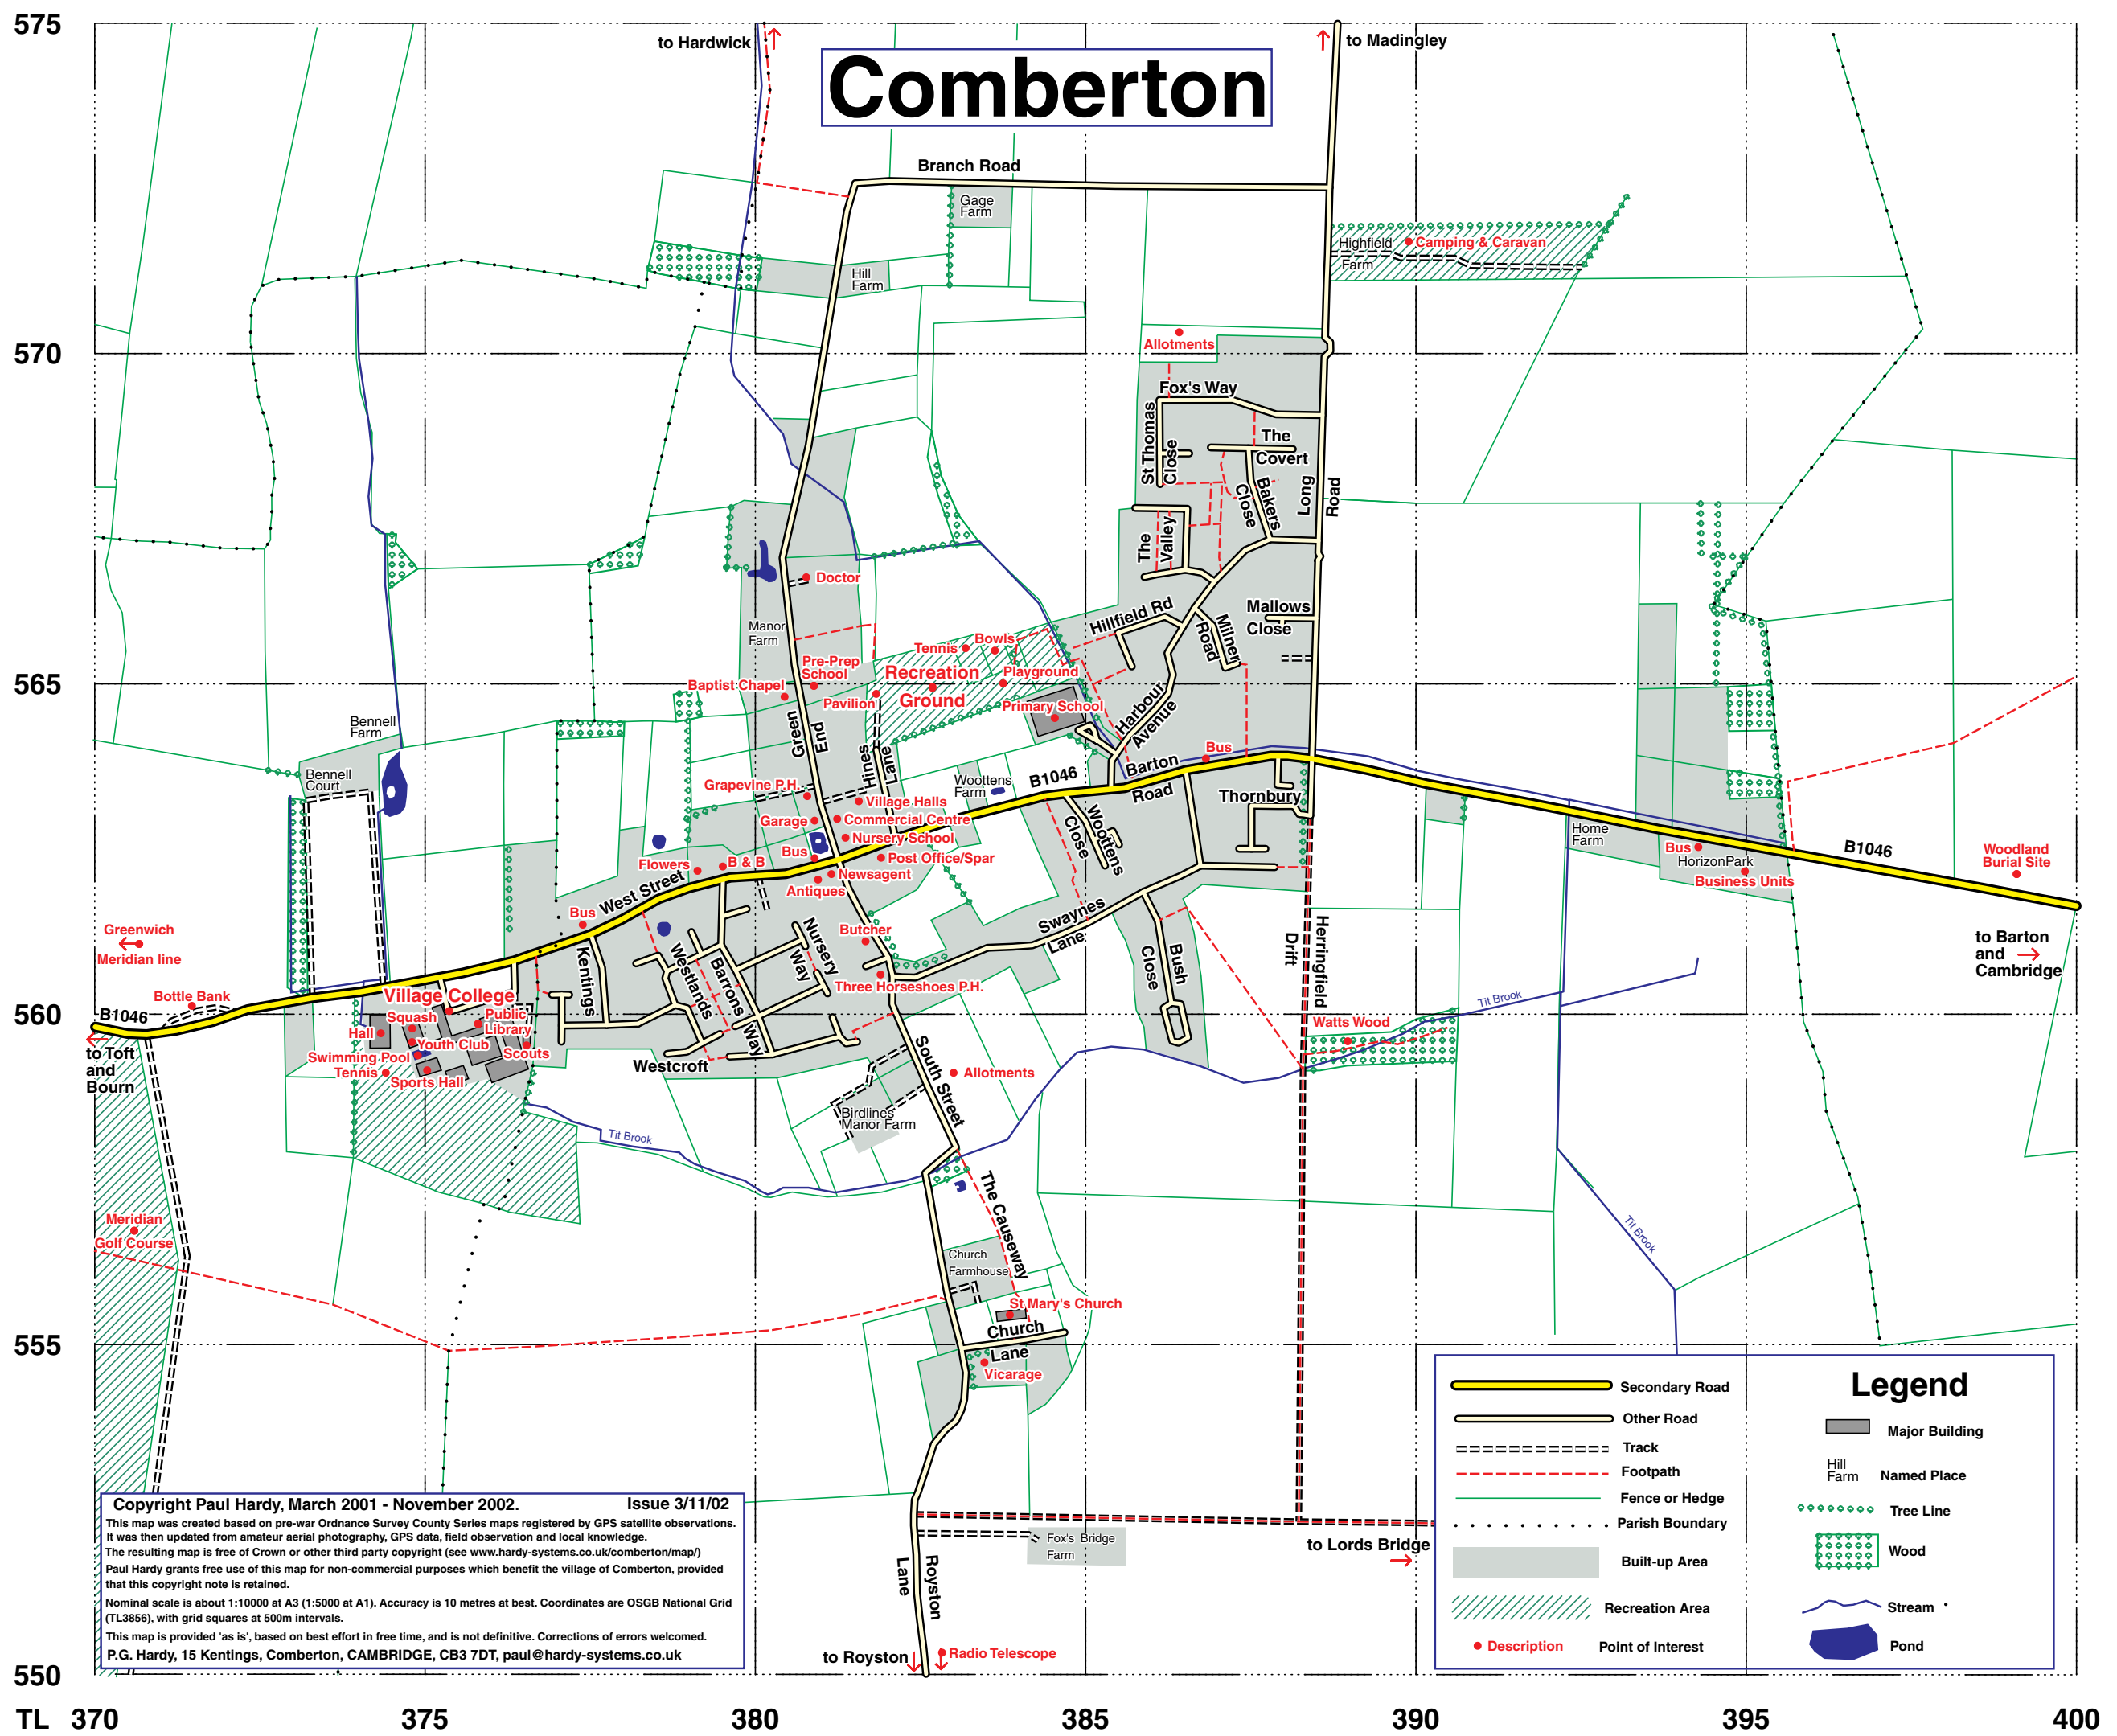 575
to Hardwick
to Madingley
Comberton
Branch Road
Gage
Farm
Highfield
Farm
Camping & Caravan
Hill
Farm
570
Allotments
Fox's Way
St Thomas
Close
The
Covert
Bakers
Close
Long
Road
The
Valley
Doctor
Manor
Farm
Hillfield Rd
Mallows
Close
Milner
Road
Tennis
Bowls
Pre-Prep
School
Recreation
Ground
Playground
565
Baptist Chapel
Pavilion
Primary School
Harbour
Avenue
Green
End
Hines
Lane
Bennell
Farm
Bennell
Court
Bus
Barton
Road
B1046
Woottens
Farm
Grapevine P.H.
Village Halls
Thornbury
Garage
Commercial Centre
Nursery School
Woottens
Close
Home
Farm
Bus
HorizonPark
Business Units
B1046
Woodland
Burial Site
Bus
Post Office/Spar
Flowers
B & B
Newsagent
Antiques
West Street
Bus
Swaynes
Lane
Nursery
Way
Butcher
Greenwich
Meridian line
Herringfield
Drift
to Barton
and
Cambridge
Kentings
Westlands
Barrons
Way
Bush
Close
Three Horseshoes P.H.
Bottle Bank
Village College
Tit Brook
560
B1046
Squash
Public
Library
Hall
Youth Club
Scouts
Swimming Pool
Tennis
Sports Hall
Watts Wood
to Toft
and
Bourn
Westcroft
South Street
Allotments
Birdlines
Manor Farm
Tit Brook
The Causeway
Meridian
Golf Course
Tit Brook
Church
Farmhouse
St Mary's Church
Church
Lane
555
Vicarage
Legend
Secondary Road
Other Road
Track
Footpath
Fence or Hedge
Parish Boundary
Built-up Area
Recreation Area
Description
Point of Interest
Major Building
Hill
Farm
Named Place
Tree Line
Wood
Stream
Pond
Copyright Paul Hardy, March 2001 - November 2002. Issue 3/11/02
This map was created based on pre-war Ordnance Survey County Series maps registered by GPS satellite observations.
It was then updated from amateur aerial photography, GPS data, field observation and local knowledge.
The resulting map is free of Crown or other third party copyright (see www.hardy-systems.co.uk/comberton/map/)
Paul Hardy grants free use of this map for non-commercial purposes which benefit the village of Comberton, provided
that this copyright note is retained.
Nominal scale is about 1:10000 at A3 (1:5000 at A1). Accuracy is 10 metres at best. Coordinates are OSGB National Grid
(TL3856), with grid squares at 500m intervals.
This map is provided 'as is', based on best effort in free time, and is not definitive. Corrections of errors welcomed.
P.G. Hardy, 15 Kentings, Comberton, CAMBRIDGE, CB3 7DT, paul@hardy-systems.co.uk
Fox's Bridge
Farm
to Lords Bridge
Royston
Lane
to Royston
Radio Telescope
550
TL 370 375 380 385 390 395 400